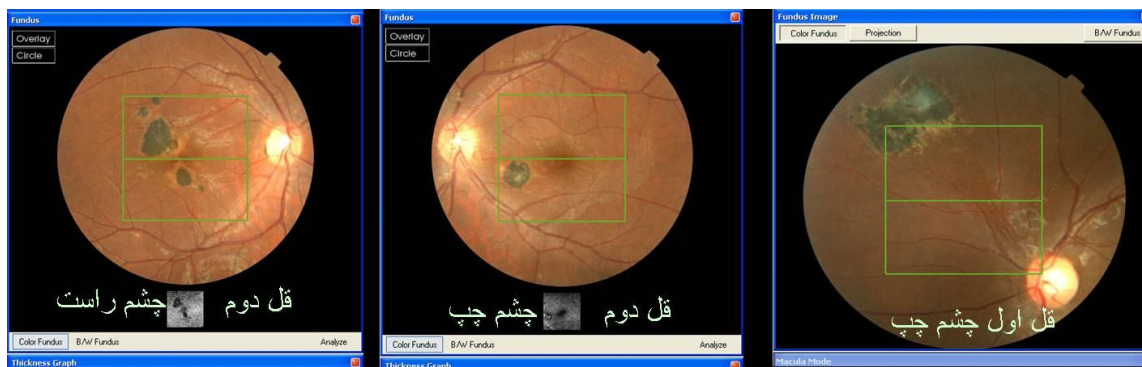 Fundus
Overlay
Circle
قل دوم چشم راست
Color Fundus B/W Fundus Analyze
Thickness Graph
Fundus
Overlay
Circle
قل دوم چشم چپ
Color Fundus B/W Fundus Analyze
Thickness Graph
Fundus Image
Color Fundus Projection B/W Fundus
قل اول چشم چپ
Macula Mode